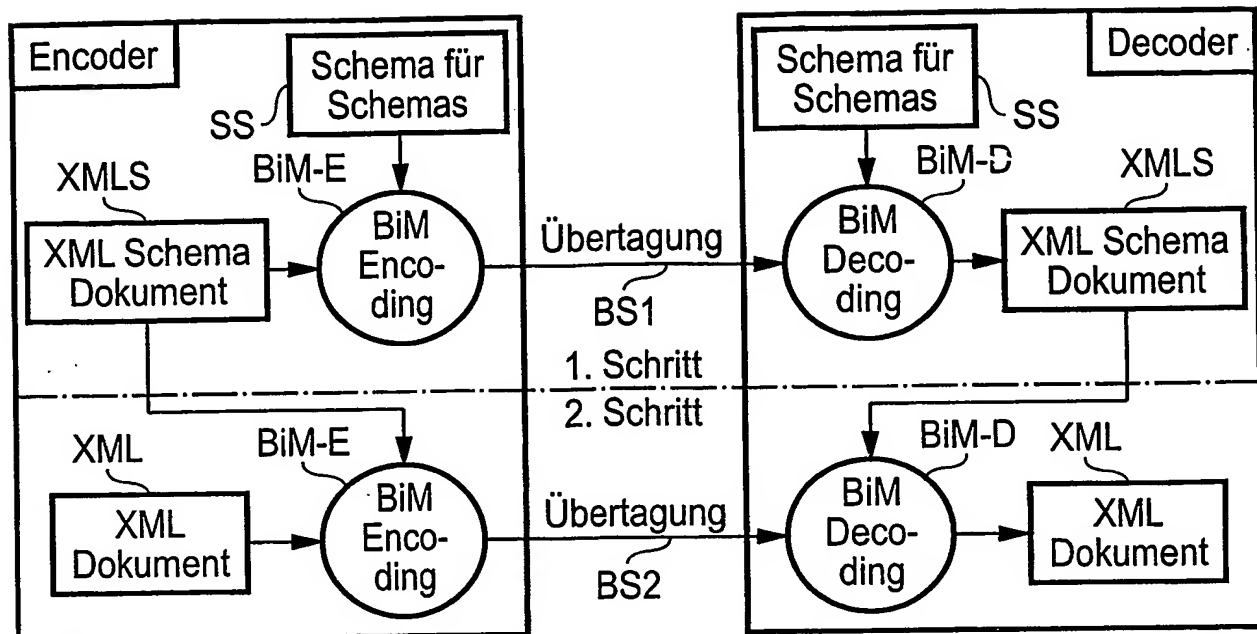 Encoder
Schema für
Schemas
SS
XMLS
BiM-E
XML Schema
Dokument
BiM
Enco-
ding
Übertagung
BS1
Decoder
Schema für
Schemas
SS
BiM-D
XMLS
BiM
Deco-
ding
XML Schema
Dokument
1. Schritt
2. Schritt
XML
BiM-E
XML
Dokument
BiM
Enco-
ding
Übertagung
BS2
BiM-D
XML
BiM
Deco-
ding
XML
Dokument